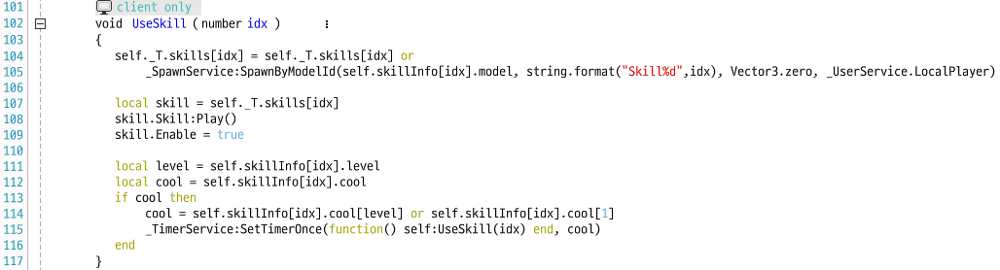 101 client only
102 void UseSkill ( number idx ) ⋮
103 {
104 self._T.skills[idx] = self._T.skills[idx] or
105 _SpawnService:SpawnByModelId(self.skillInfo[idx].model, string.format("Skill%d",idx), Vector3.zero, _UserService.LocalPlayer)
106
107 local skill = self._T.skills[idx]
108 skill.Skill:Play()
109 skill.Enable = true
110
111 local level = self.skillInfo[idx].level
112 local cool = self.skillInfo[idx].cool
113 if cool then
114 cool = self.skillInfo[idx].cool[level] or self.skillInfo[idx].cool[1]
115 _TimerService:SetTimerOnce(function() self:UseSkill(idx) end, cool)
116 end
117 }